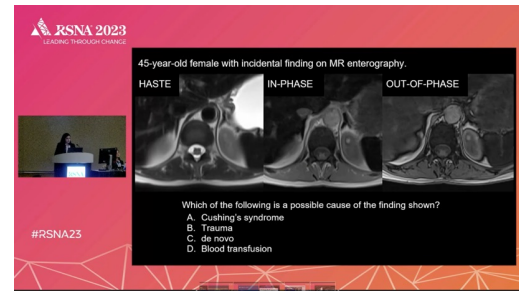 RSNA 2023
LEADING THROUGH CHANGE
45-year-old female with incidental finding on MR enterography.
HASTE
IN-PHASE
OUT-OF-PHASE
Which of the following is a possible cause of the finding shown?
A. Cushing's syndrome
B. Trauma
C. de novo
D. Blood transfusion
#RSNA23